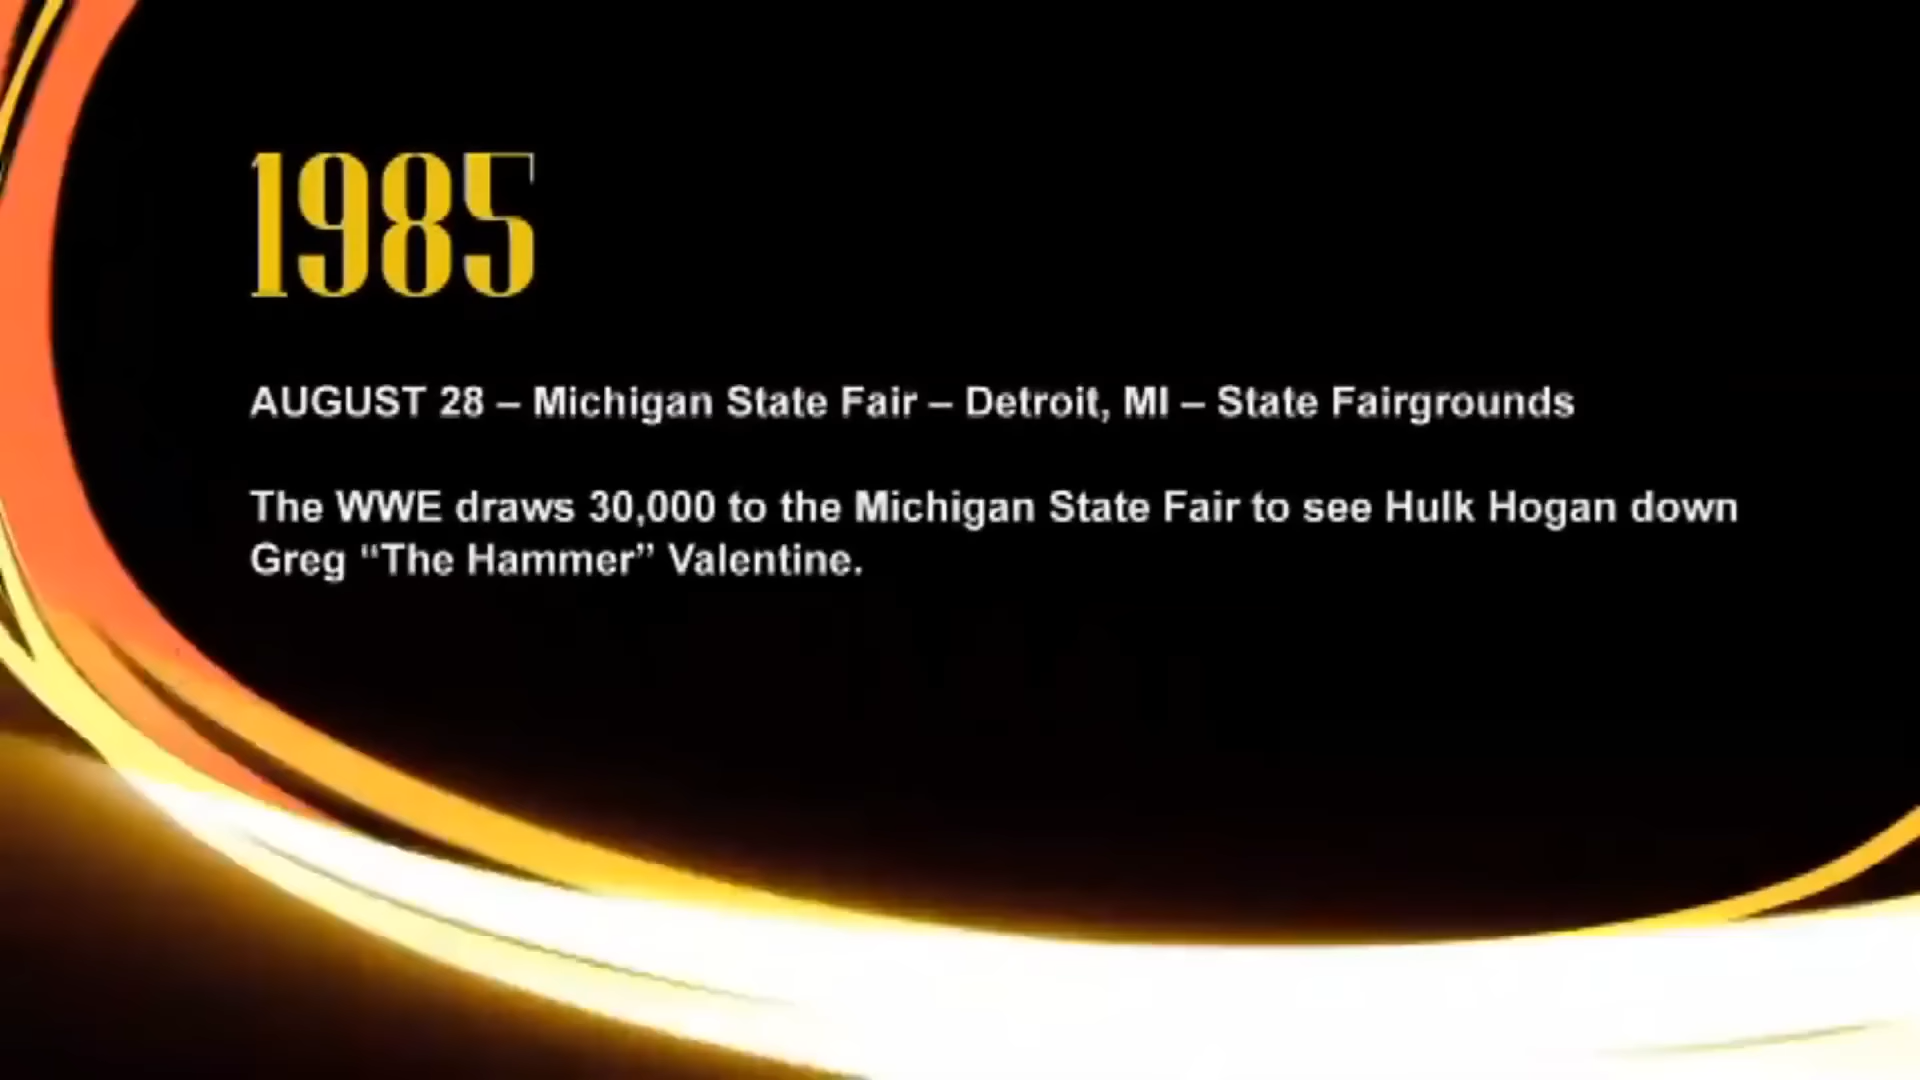 1985
AUGUST 28 – Michigan State Fair – Detroit, MI – State Fairgrounds
The WWE draws 30,000 to the Michigan State Fair to see Hulk Hogan down
Greg “The Hammer” Valentine.